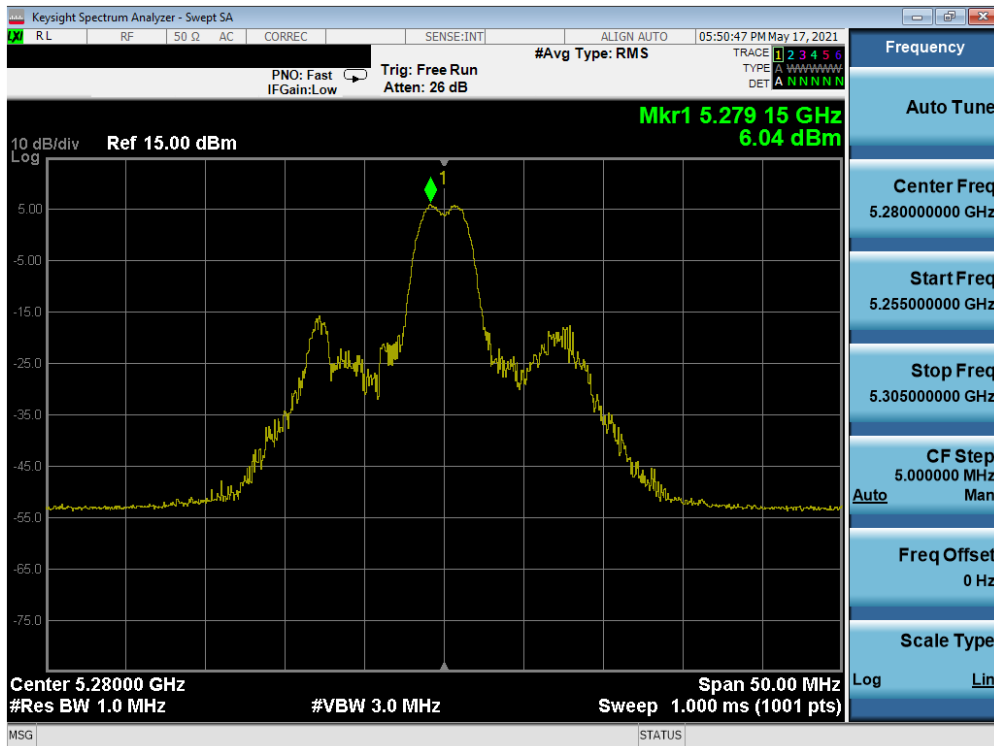 Keysight Spectrum Analyzer - Swept SA
LXI RL RF 50 Ω AC CORREC SENSE:INT ALIGN AUTO 05:50:47 PM May 17, 2021
PNO: Fast
IFGain:Low
Trig: Free Run
Atten: 26 dB
#Avg Type: RMS
TRACE 1 2 3 4 5 6
TYPE A WWWWWW
DET A N N N N N
Mkr1 5.279 15 GHz
6.04 dBm
10 dB/div Ref 15.00 dBm
Log
1
5.00
-5.00
-15.0
-25.0
-35.0
-45.0
-55.0
-65.0
-75.0
Center 5.28000 GHz Span 50.00 MHz
#Res BW 1.0 MHz #VBW 3.0 MHz Sweep 1.000 ms (1001 pts)
MSG STATUS
Frequency
Auto Tune
Center Freq
5.280000000 GHz
Start Freq
5.255000000 GHz
Stop Freq
5.305000000 GHz
CF Step
5.000000 MHz
Auto Man
Freq Offset
0 Hz
Scale Type
Log Lin